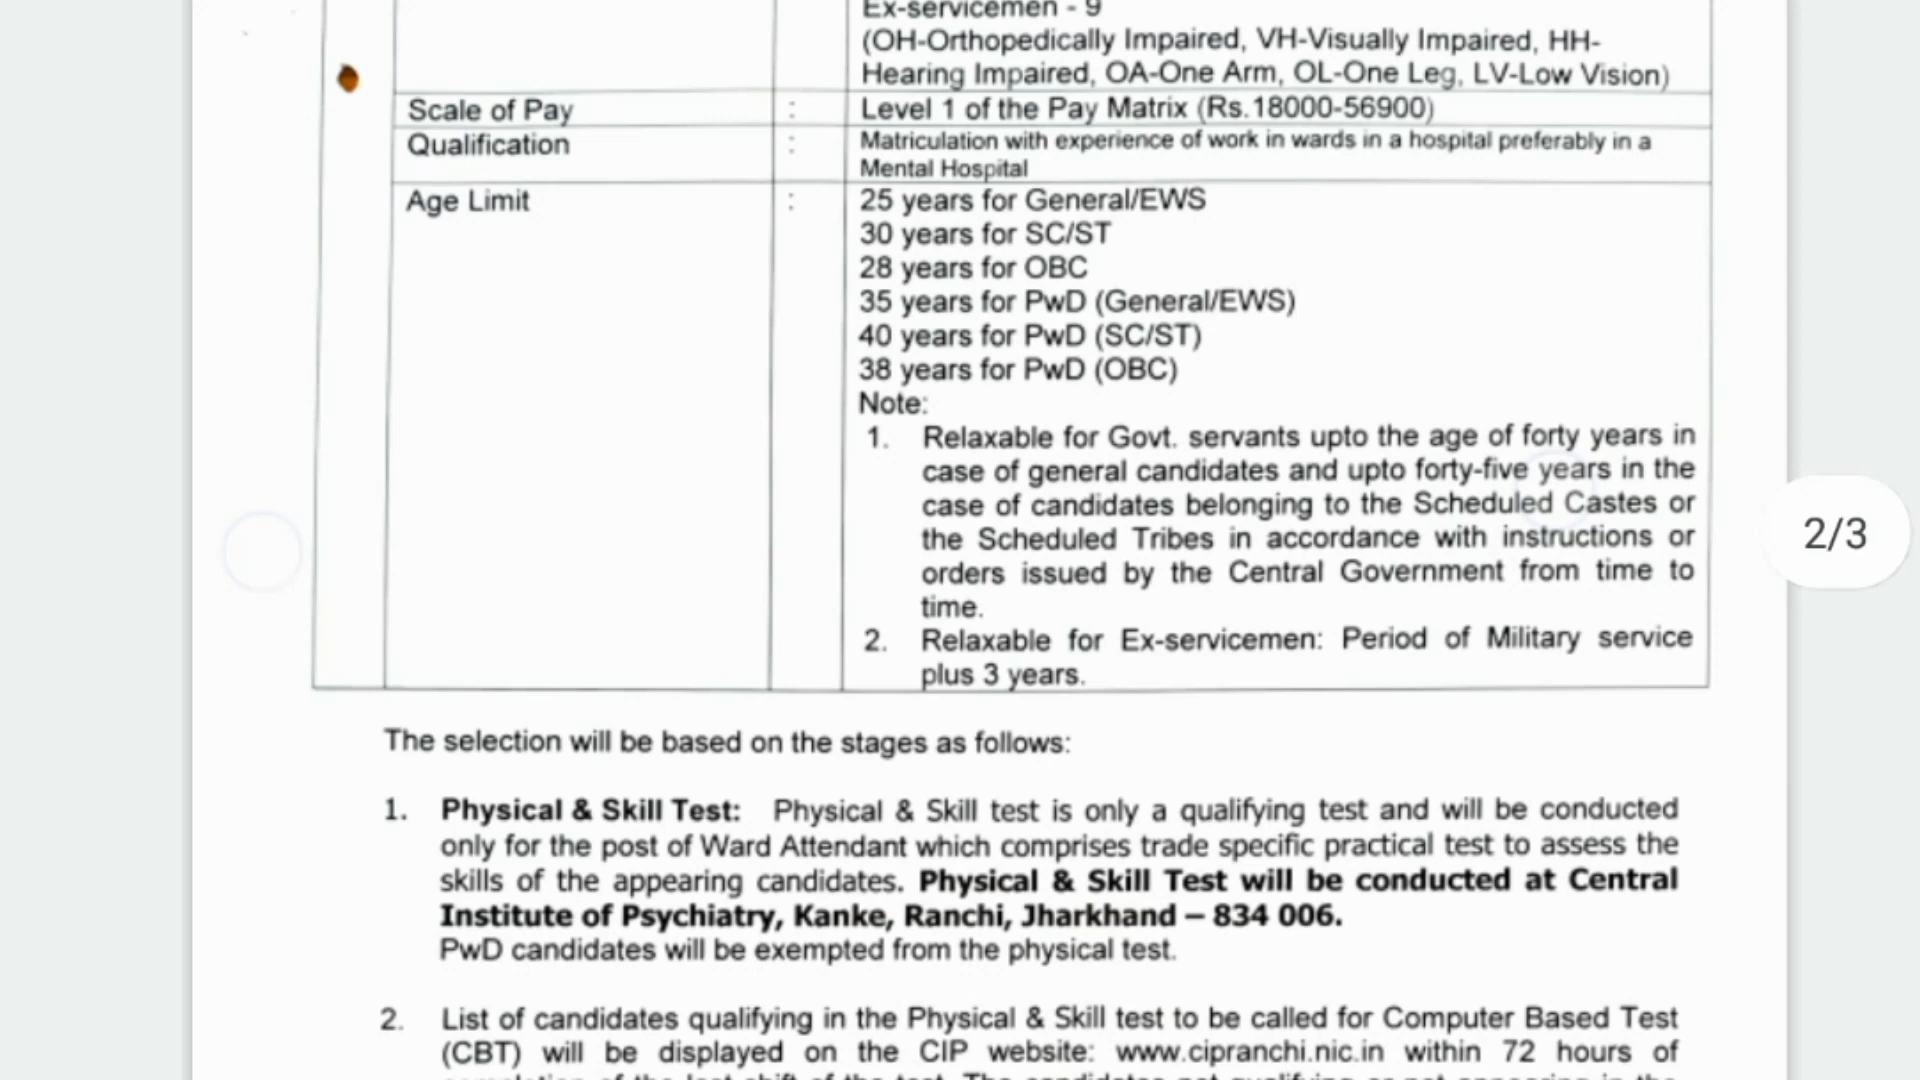 Ex-servicemen - 9
(OH-Orthopedically Impaired, VH-Visually Impaired, HH-
Hearing Impaired, OA-One Arm, OL-One Leg, LV-Low Vision)
Scale of Pay : Level 1 of the Pay Matrix (Rs.18000-56900)
Qualification : Matriculation with experience of work in wards in a hospital preferably in a
Mental Hospital
Age Limit : 25 years for General/EWS
30 years for SC/ST
28 years for OBC
35 years for PwD (General/EWS)
40 years for PwD (SC/ST)
38 years for PwD (OBC)
Note:
1. Relaxable for Govt. servants upto the age of forty years in
case of general candidates and upto forty-five years in the
case of candidates belonging to the Scheduled Castes or
the Scheduled Tribes in accordance with instructions or
orders issued by the Central Government from time to
time.
2. Relaxable for Ex-servicemen: Period of Military service
plus 3 years.
2/3
The selection will be based on the stages as follows:
1. Physical & Skill Test: Physical & Skill test is only a qualifying test and will be conducted
only for the post of Ward Attendant which comprises trade specific practical test to assess the
skills of the appearing candidates. Physical & Skill Test will be conducted at Central
Institute of Psychiatry, Kanke, Ranchi, Jharkhand – 834 006.
PwD candidates will be exempted from the physical test.
2. List of candidates qualifying in the Physical & Skill test to be called for Computer Based Test
(CBT) will be displayed on the CIP website: www.cipranchi.nic.in within 72 hours of